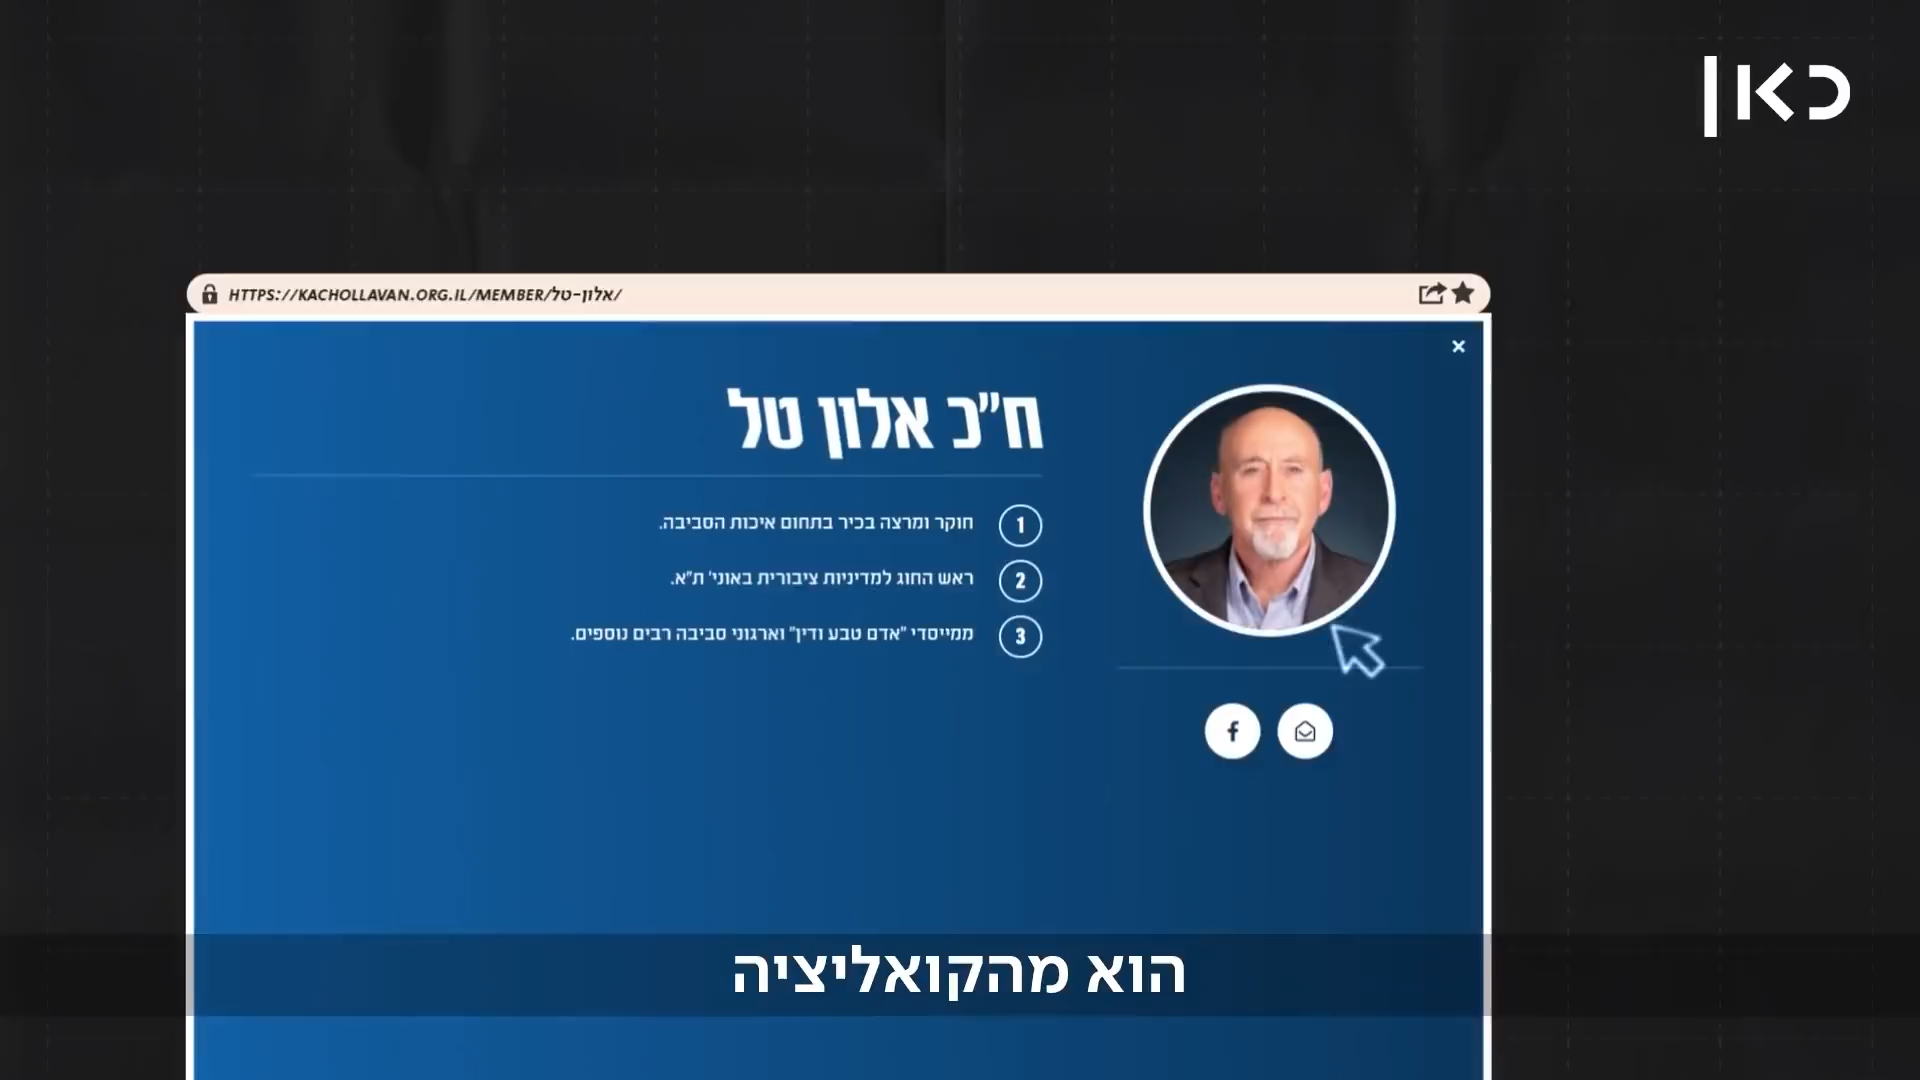 כאן
HTTPS://KACHOLLAVAN.ORG.IL/MEMBER/אלון-טל/
ח"כ אלון טל
1 חוקר ומרצה בכיר בתחום איכות הסביבה.
2 ראש החוג למדיניות ציבורית באוני' ת"א.
3 ממייסדי "אדם טבע ודין" וארגוני סביבה רבים נוספים.
הוא מהקואליציה